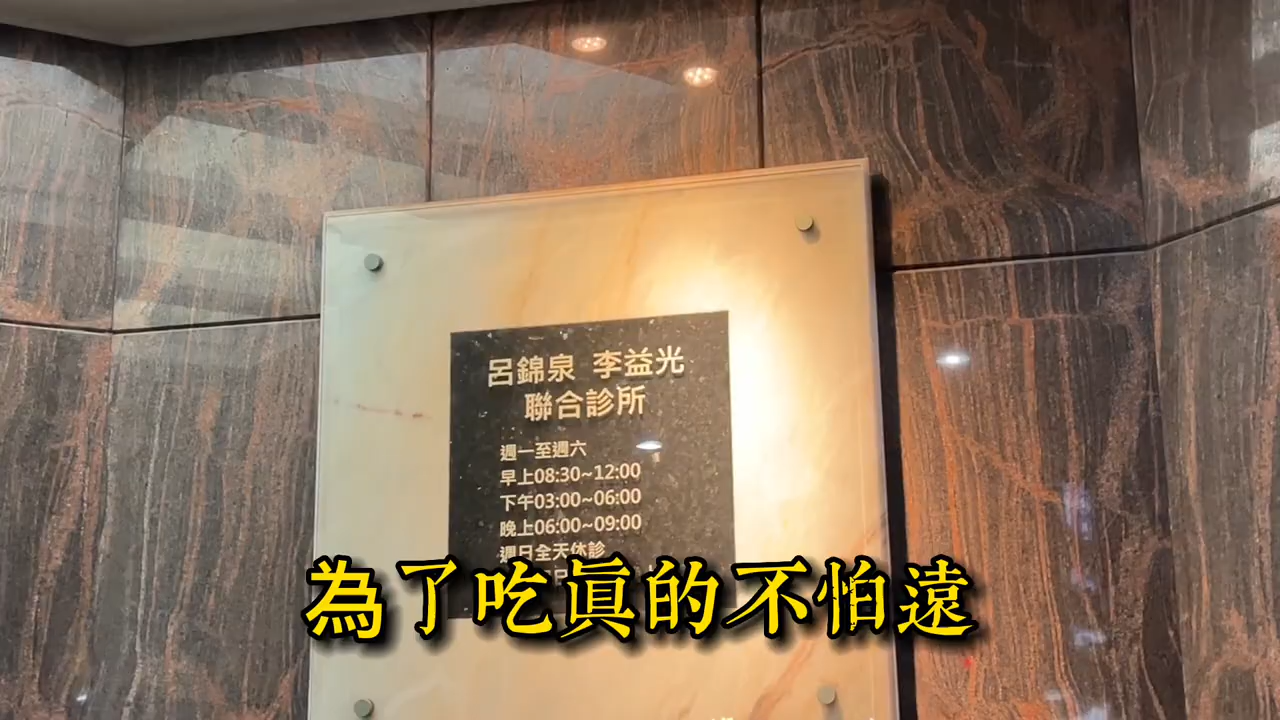 呂錦泉 李益光
聯合診所
週一至週六
早上08:30~12:00
下午03:00~06:00
晚上06:00~09:00
週日全天休診
為了吃真的不怕遠